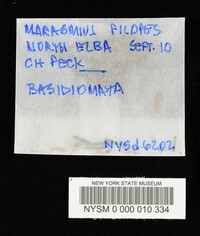 MARASMIUS FILOPES
NORTH ELBA SEPT. 10
CH PECK
BASIDIOMATA
NYSd6202
NEW YORK STATE MUSEUM
NYSM 0 000 010 334